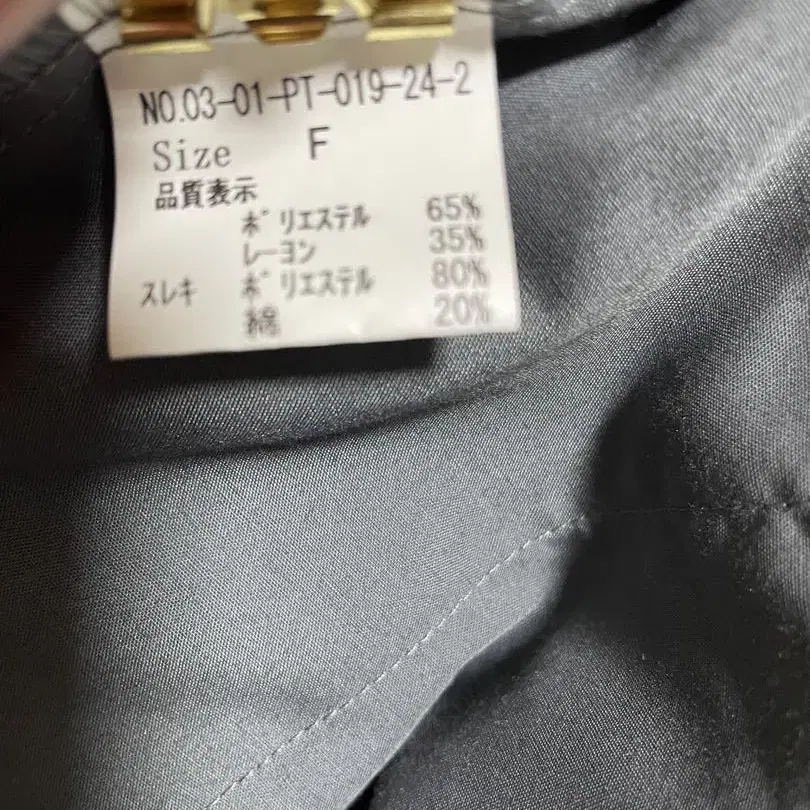 NO.03-01-PT-019-24-2
Size F
品質表示
ポリエステル 65%
レーヨン 35%
スレキ ポリエステル 80%
綿 20%